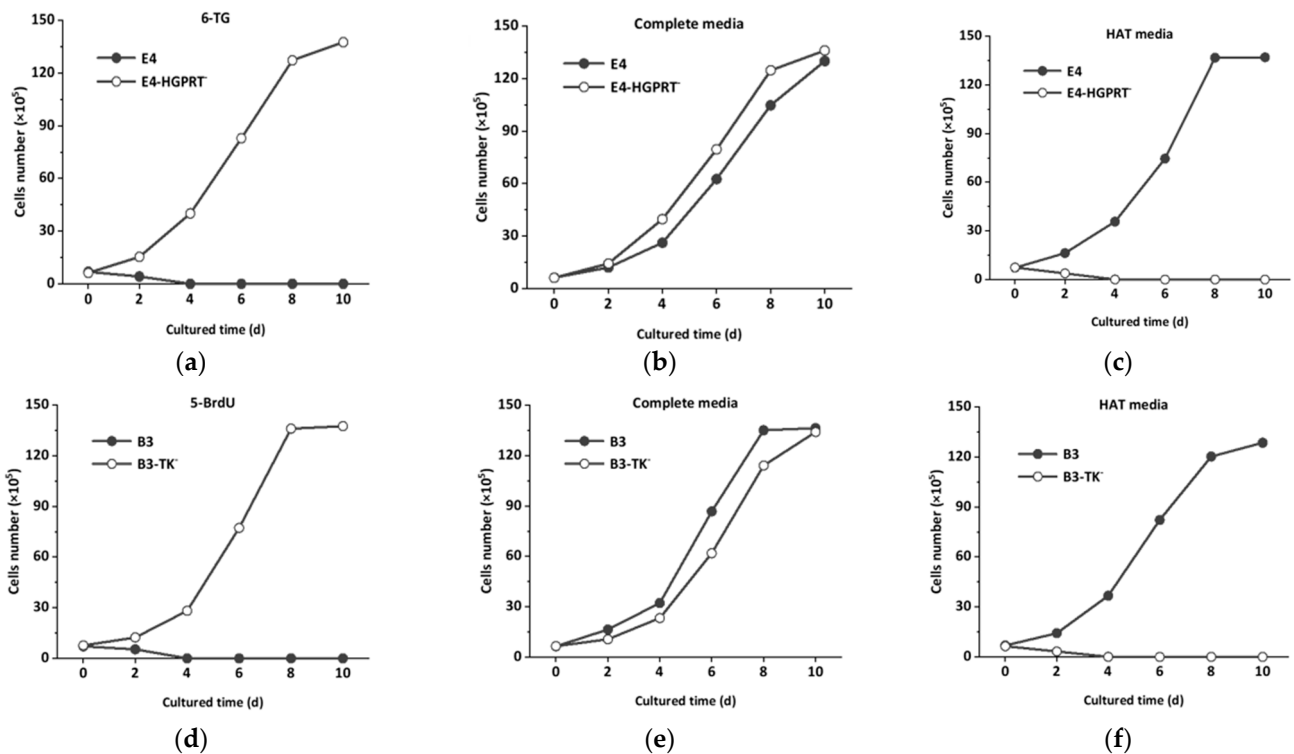 6-TG
150
120
90
60
30
0
Cells number (×10⁵)
E4
E4-HGPRT⁻
0 2 4 6 8 10
Cultured time (d)
(a)
Complete media
150
120
90
60
30
0
Cells number (×10⁵)
E4
E4-HGPRT⁻
0 2 4 6 8 10
Cultured time (d)
(b)
HAT media
150
120
90
60
30
0
Cells number (×10⁵)
E4
E4-HGPRT⁻
0 2 4 6 8 10
Cultured time (d)
(c)
5-BrdU
150
120
90
60
30
0
Cells number (×10⁵)
B3
B3-TK⁻
0 2 4 6 8 10
Cultured time (d)
(d)
Complete media
150
120
90
60
30
0
Cells number (×10⁵)
B3
B3-TK⁻
0 2 4 6 8 10
Cultured time (d)
(e)
HAT media
150
120
90
60
30
0
Cells number (×10⁵)
B3
B3-TK⁻
0 2 4 6 8 10
Cultured time (d)
(f)